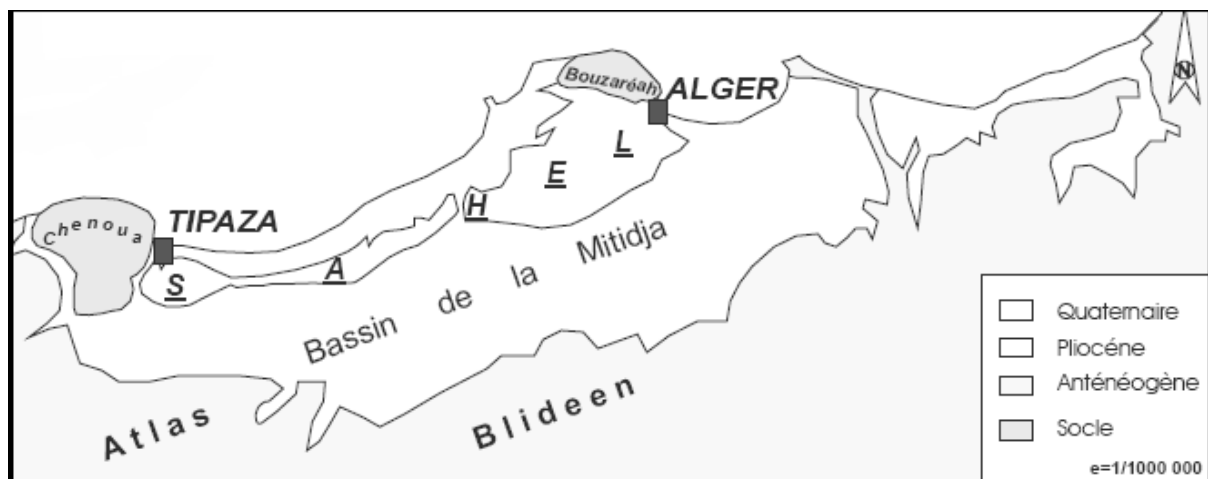 Bouzaréah
ALGER
N
L
E
H
Chenoua
TIPAZA
A
S
Bassin de la Mitidja
Atlas Blideen
Quaternaire
Pliocéne
Anténéogène
Socle
e=1/1000 000